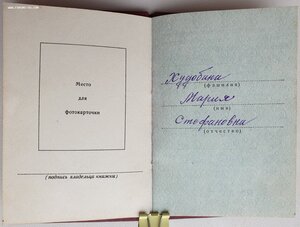 Место
для
фотокарточки
(подпись владельца книжки)
Худобина
(фамилия)
Мария
(имя)
Стефановна
(отчество)